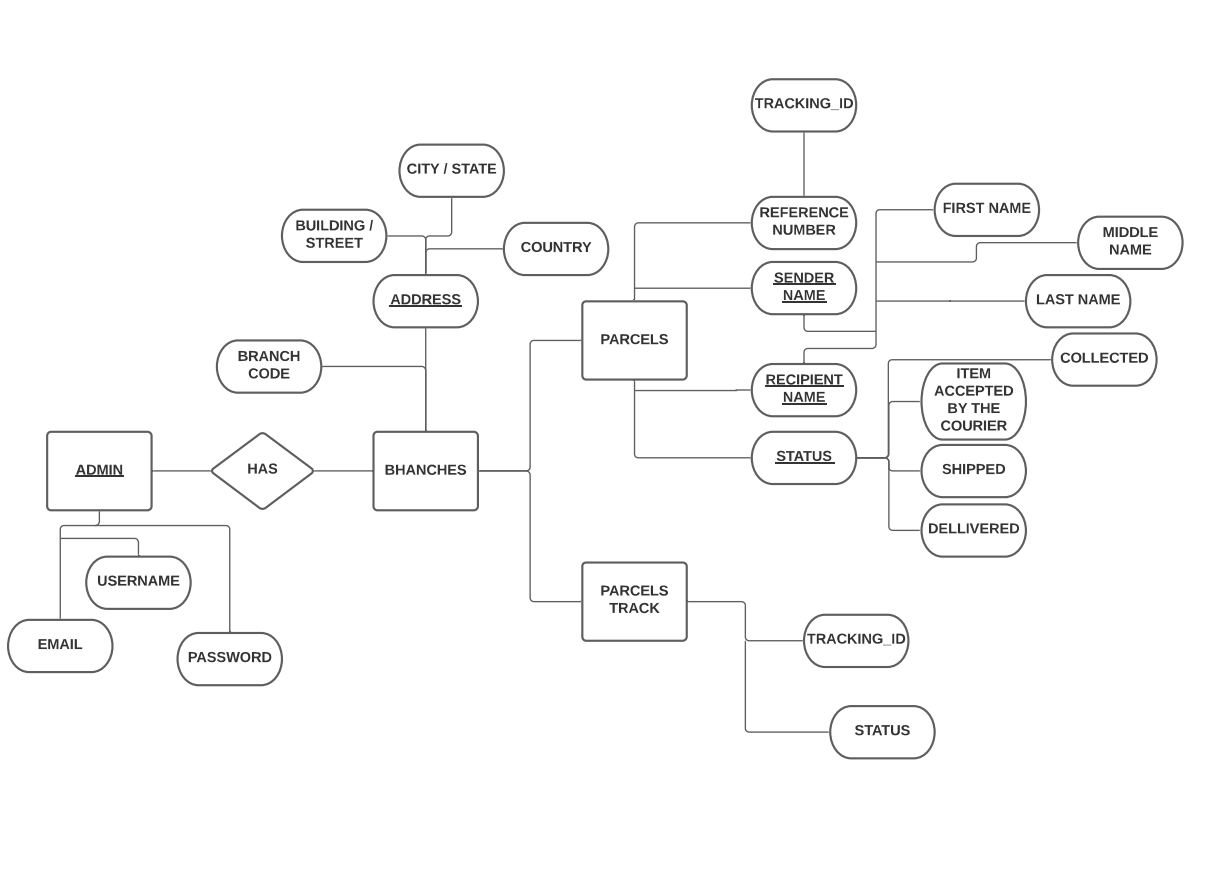 TRACKING_ID
CITY / STATE
BUILDING /
STREET
COUNTRY
ADDRESS
BRANCH
CODE
REFERENCE
NUMBER
FIRST NAME
MIDDLE
NAME
SENDER
NAME
LAST NAME
PARCELS
COLLECTED
RECIPIENT
NAME
ITEM
ACCEPTED
BY THE
COURIER
STATUS
SHIPPED
DELLIVERED
ADMIN
HAS
BHANCHES
USERNAME
EMAIL
PASSWORD
PARCELS
TRACK
TRACKING_ID
STATUS